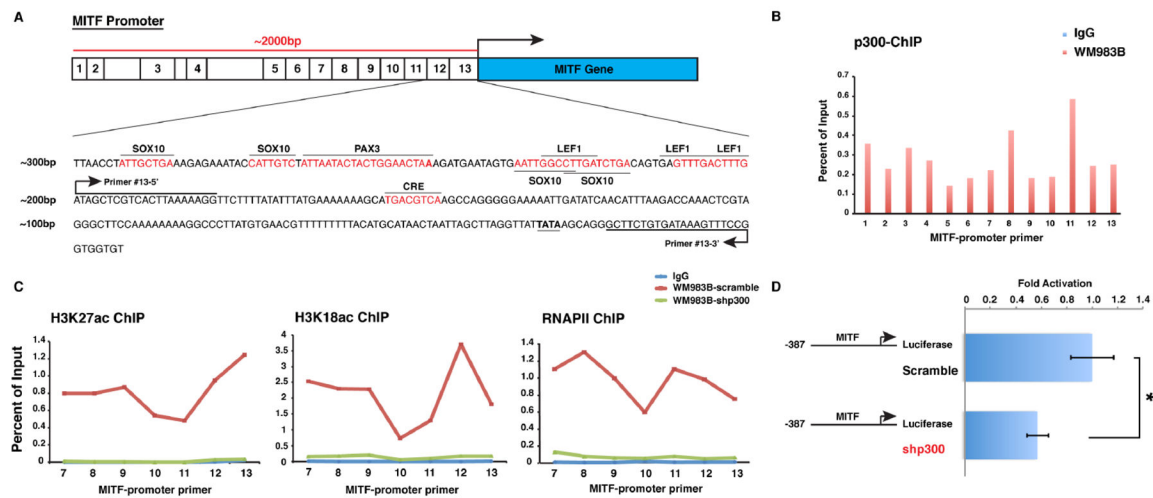 A
MITF Promoter
~2000bp
1 2 3 4 5 6 7 8 9 10 11 12 13
MITF Gene
SOX10 SOX10 PAX3 LEF1 LEF1 LEF1
~300bp TTAACCTATTGCTGAAAGAGAAATACCATTGTCTATTAATACTACTGGAACTAAAGATGAATAGTGAATTGGCCTTGATCTGACAGTGAGTTTGACTTTG
SOX10 SOX10
Primer #13-5'
CRE
~200bp ATAGCTCGTCACTTAAAAAGGTTCTTTTATATTTATGAAAAAAAGCATGACGTCAAGCCAGGGGGGAAAAATTGATATCAACATTTAAGACCAAACTCGTA
~100bp GGGCTTCCAAAAAAAAGGCCCTTATGTGAACGTTTTTTTTTTACATGCATAACTAATTAGCTTAGGTTATTATAAAGCAGGGGCTTCTGTGATAAAGTTTCCG
Primer #13-3'
GTGGTGT
B
p300-ChIP
IgG
WM983B
Percent of Input
0.7
0.6
0.5
0.4
0.3
0.2
0.1
0
1 2 3 4 5 6 7 8 9 10 11 12 13
MITF-promoter primer
C
IgG
WM983B-scramble
WM983B-shp300
H3K27ac ChIP
Percent of Input
1.4
1.2
1
0.8
0.6
0.4
0.2
0
7 8 9 10 11 12 13
MITF-promoter primer
H3K18ac ChIP
4
3.5
3
2.5
2
1.5
1
0.5
0
7 8 9 10 11 12 13
MITF-promoter primer
RNAPII ChIP
1.4
1.2
1
0.8
0.6
0.4
0.2
0
7 8 9 10 11 12 13
MITF-promoter primer
D
Fold Activation
0 0.2 0.4 0.6 0.8 1.0 1.2 1.4
-387 MITF Luciferase
Scramble
*
-387 MITF Luciferase
shp300